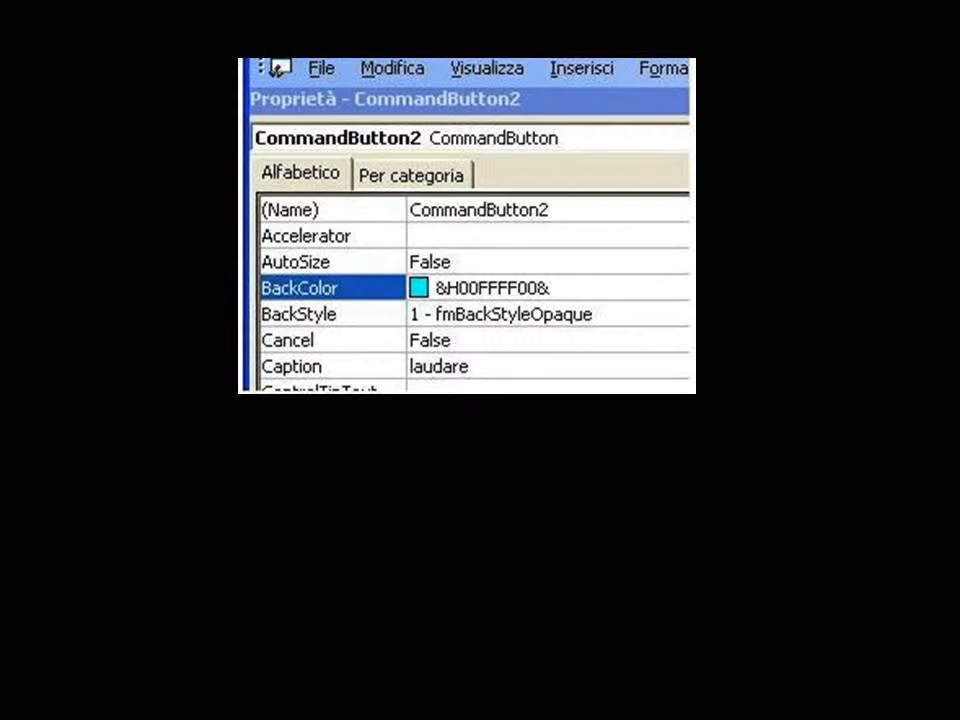 File Modifica Visualizza Inserisci Forma
Proprietà - CommandButton2
CommandButton2 CommandButton
Alfabetico Per categoria
(Name) CommandButton2
Accelerator
AutoSize False
BackColor &H00FFFF00&
BackStyle 1 - fmBackStyleOpaque
Cancel False
Caption laudare
ControlTipText